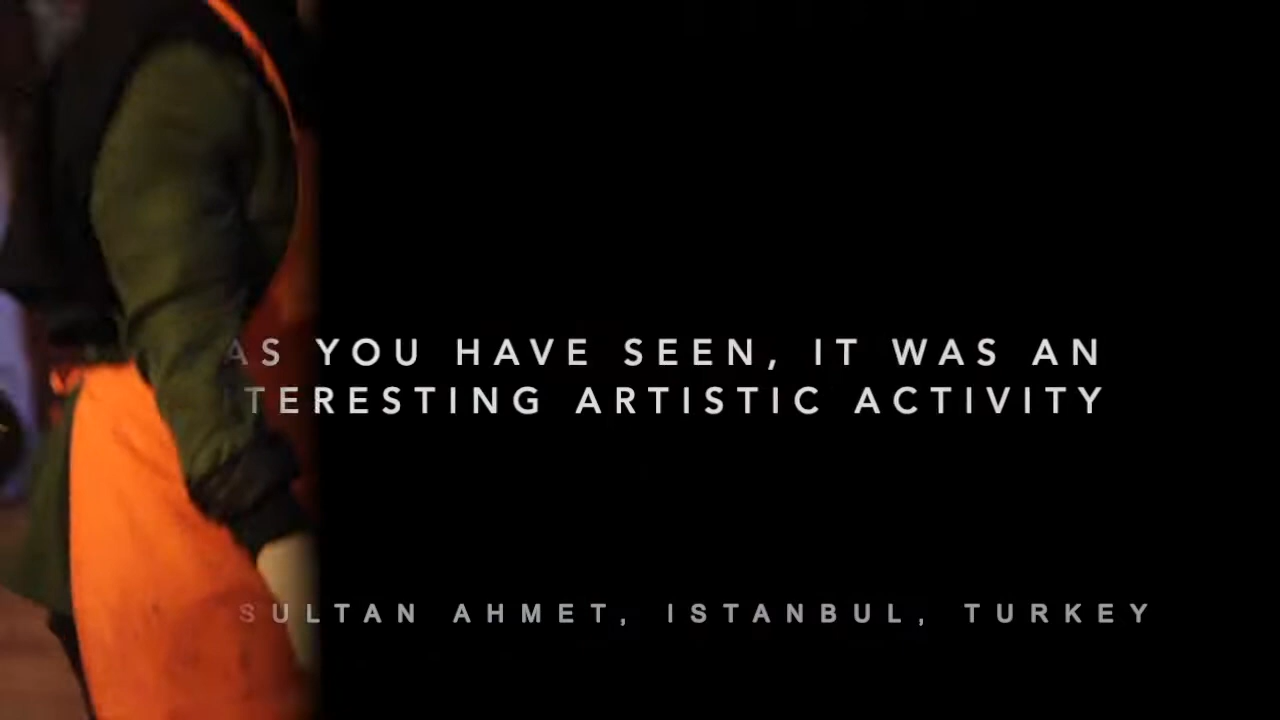 AS YOU HAVE SEEN, IT WAS AN
TERESTING ARTISTIC ACTIVITY
SULTAN AHMET, ISTANBUL, TURKEY